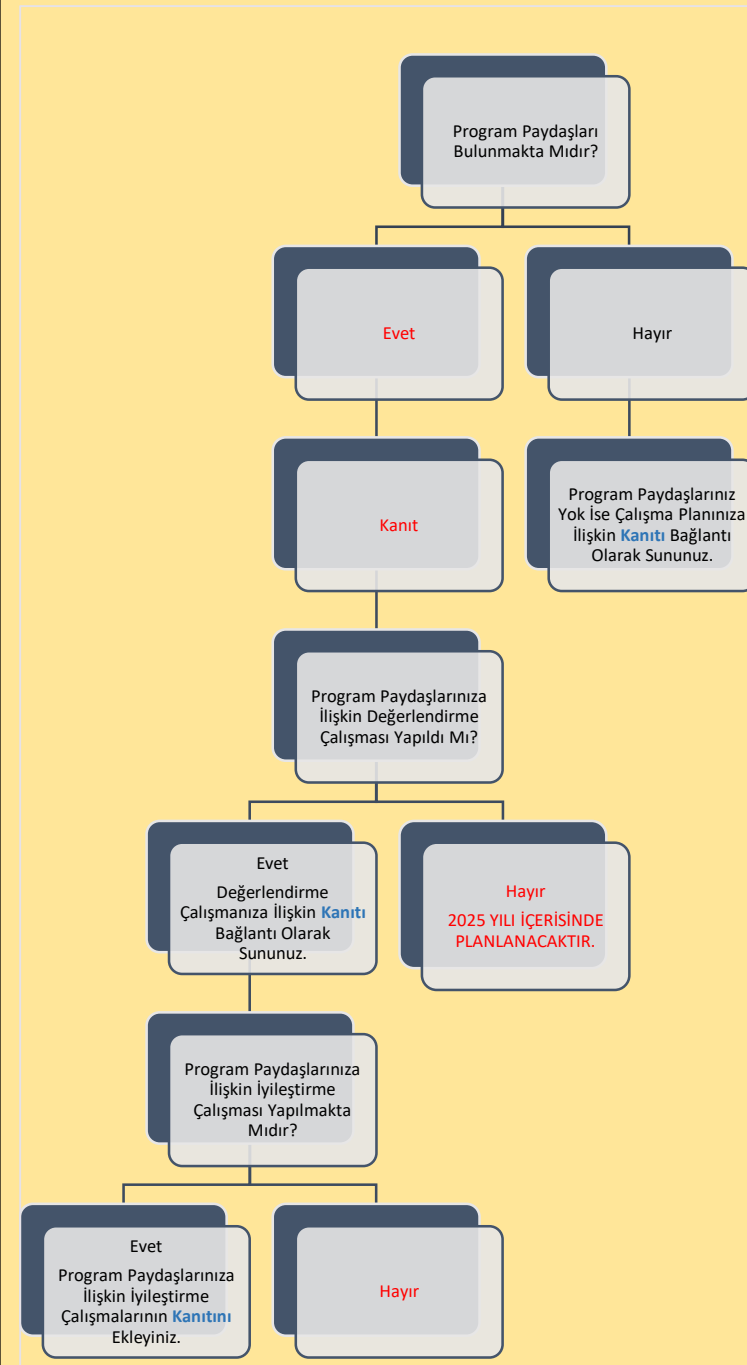 Program Paydaşları
Bulunmakta Mıdır?
Evet
Hayır
Kanıt
Program Paydaşlarınız
Yok İse Çalışma Planınıza
İlişkin Kanıtı Bağlantı
Olarak Sununuz.
Program Paydaşlarınıza
İlişkin Değerlendirme
Çalışması Yapıldı Mı?
Evet
Değerlendirme
Çalışmanıza İlişkin Kanıtı
Bağlantı Olarak
Sununuz.
Hayır
2025 YILI İÇERİSİNDE
PLANLANACAKTIR.
Program Paydaşlarınıza
İlişkin İyileştirme
Çalışması Yapılmakta
Mıdır?
Evet
Program Paydaşlarınıza
İlişkin İyileştirme
Çalışmalarının Kanıtını
Ekleyiniz.
Hayır